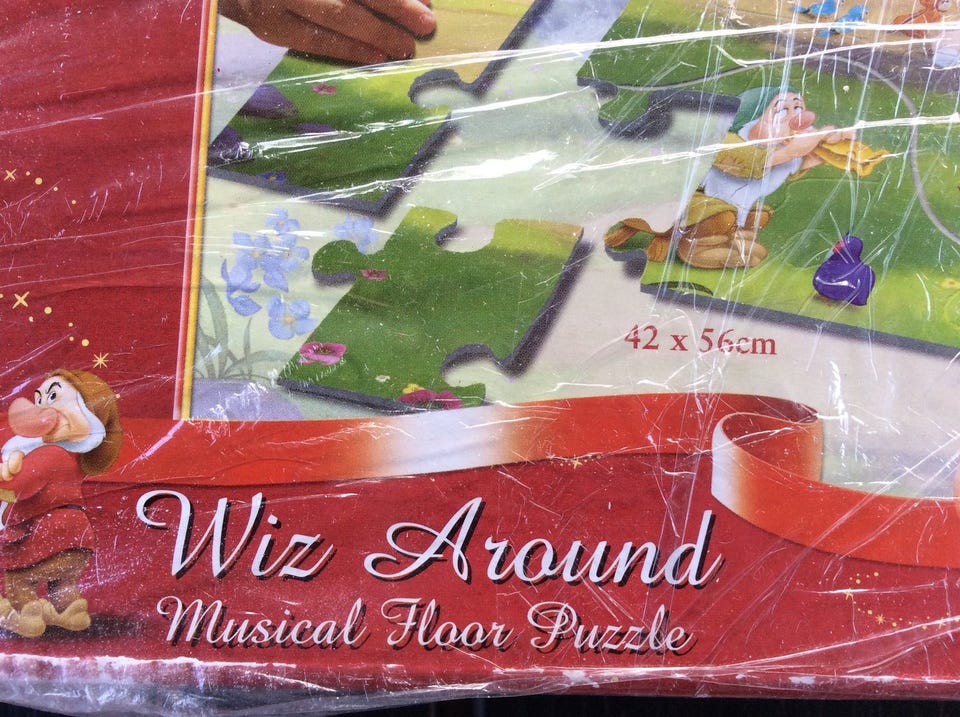 42 x 56cm
Wiz Around
Musical Floor Puzzle